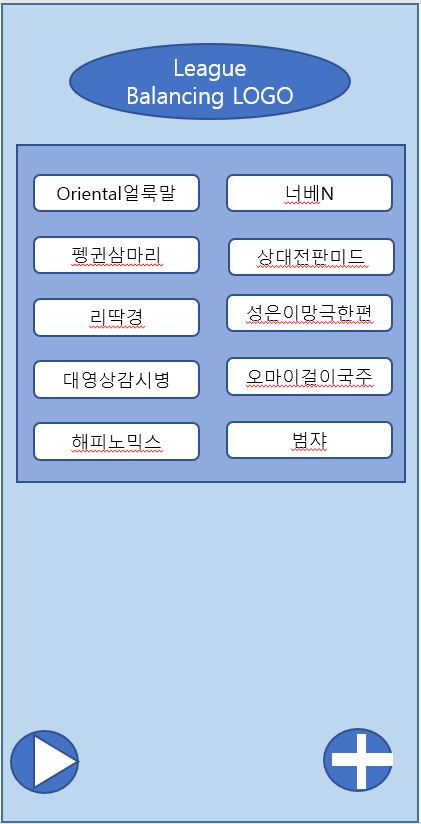 League
Balancing LOGO
Oriental얼룩말
너베N
펭귄삼마리
상대전판미드
리딱경
성은이망극한편
대영상감시병
오마이걸이국주
해피노믹스
범쟈